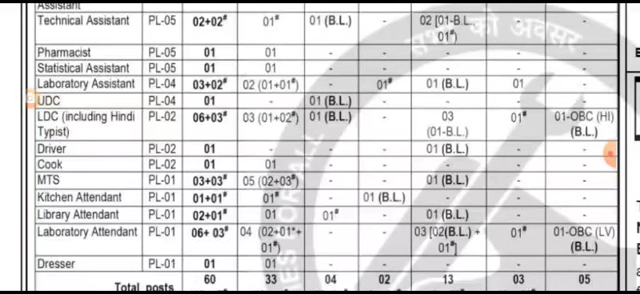 Assistant
Technical Assistant PL-05 02+02# 01# 01 (B.L.) - 02 [01-B.L. - -
01#)
Pharmacist PL-05 01 01 - - - - -
Statistical Assistant PL-05 01 01 - - - - -
Laboratory Assistant PL-04 03+02# 02 (01+01#) - 01# 01 (B.L.) 01 -
UDC PL-04 01 - 01 (B.L.) - - - -
LDC (including Hindi PL-02 06+03# 03 (01+02#) 01 (B.L.) - 03 01# 01-OBC (HI)
Typist) (01-B.L.) (B.L.)
Driver PL-02 01 - - - 01 (B.L.) - -
Cook PL-02 01 01 - - - - -
MTS PL-01 03+03# 05 (02+03#) - - 01 (B.L.) - -
Kitchen Attendant PL-01 01+01# 01# - 01 (B.L.) - - -
Library Attendant PL-01 02+01# 01 01# - 01 (B.L.) - -
Laboratory Attendant PL-01 06+ 03# 04 (02+01*+ - - 03 [02(B.L.) + 01# 01-OBC (LV)
01#) 01#) (B.L.)
Dresser PL-01 01 01 - - - - -
Total posts 60 33 04 02 13 03 05